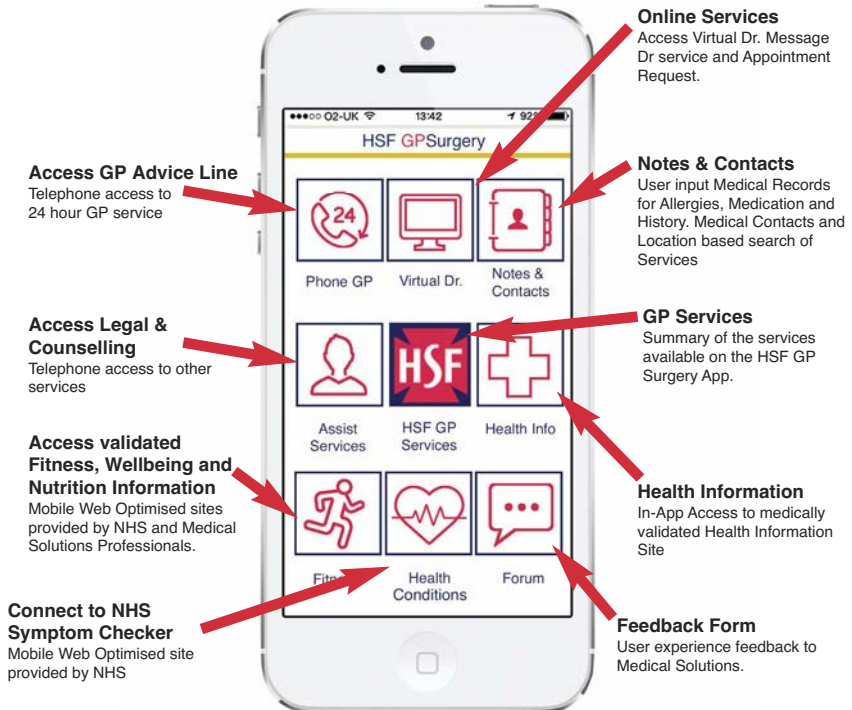 Online Services
Access Virtual Dr. Message
Dr service and Appointment
Request.
O2-UK
13:42
HSF GPSurgery
Access GP Advice Line
Telephone access to
24 hour GP service
Notes & Contacts
User input Medical Records
for Allergies, Medication and
History. Medical Contacts and
Location based search of
Services
24
Phone GP
Virtual Dr.
Notes &
Contacts
Access Legal &
Counselling
Telephone access to other
services
GP Services
Summary of the services
available on the HSF GP
Surgery App.
HSF
Assist
Services
HSF GP
Services
Health Info
Access validated
Fitness, Wellbeing and
Nutrition Information
Mobile Web Optimised sites
provided by NHS and Medical
Solutions Professionals.
Health Information
In-App Access to medically
validated Health Information
Site
Health
Conditions
Forum
Connect to NHS
Symptom Checker
Mobile Web Optimised site
provided by NHS
Feedback Form
User experience feedback to
Medical Solutions.